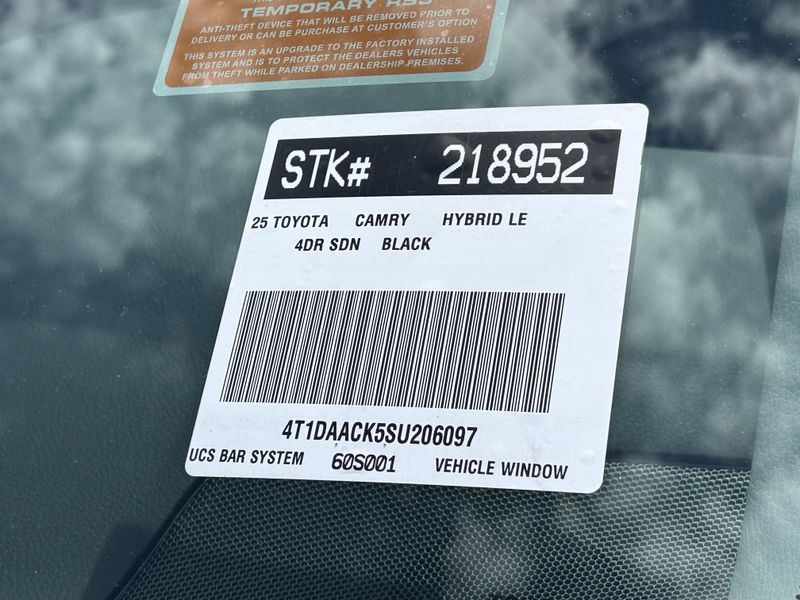 TEMPORARY
ANTI-THEFT DEVICE THAT WILL BE REMOVED PRIOR TO
DELIVERY OR CAN BE PURCHASE AT CUSTOMER'S OPTION
THIS SYSTEM IS AN UPGRADE TO THE FACTORY INSTALLED
SYSTEM AND IS TO PROTECT THE DEALERS VEHICLES
FROM THEFT WHILE PARKED ON DEALERSHIP PREMISES.
STK# 218952
25 TOYOTA CAMRY HYBRID LE
4DR SDN BLACK
4T1DAACK5SU206097
UCS BAR SYSTEM 60S001 VEHICLE WINDOW